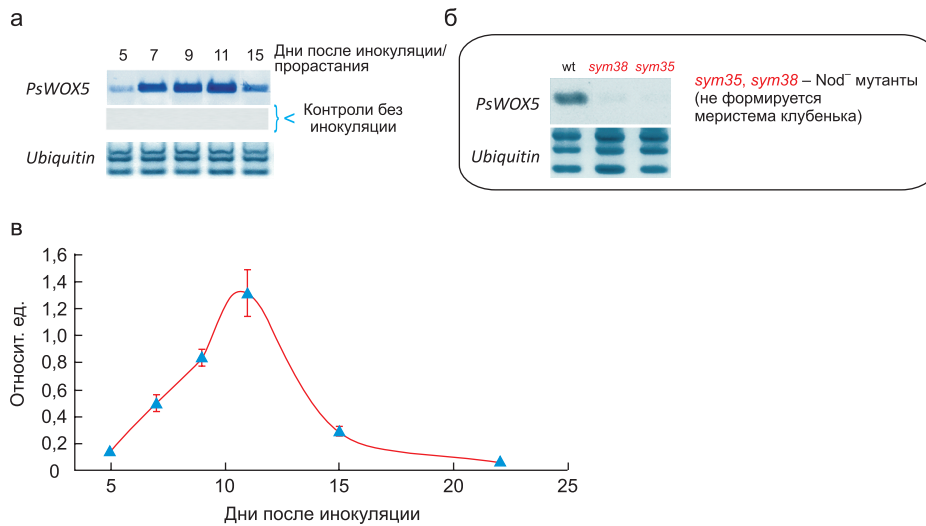 а
5 7 9 11 15 Дни после инокуляции/
прорастания
PsWOX5
< Контроли без
инокуляции
Ubiquitin
б
wt sym38 sym35
PsWOX5
Ubiquitin
sym35, sym38 – Nod⁻ мутанты
(не формируется
меристема клубенька)
в
Относит. ед.
1,6
1,4
1,2
1,0
0,8
0,6
0,4
0,2
0
5 10 15 20 25
Дни после инокуляции